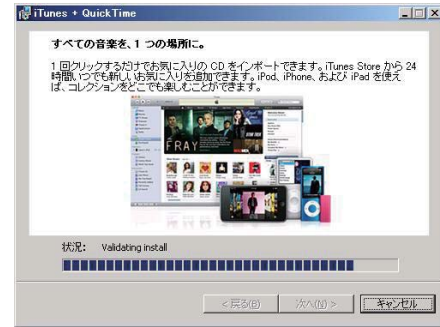 iTunes + QuickTime
すべての音楽を、1 つの場所に。
1 回クリックするだけでお気に入りの CD をインポートできます。iTunes Store から 24
時間いつでも新しいお気に入りを追加できます。iPod、iPhone、および iPad を使え
ば、コレクションをどこでも楽しむことができます。
FRAY
状況: Validating install
< 戻る(B) 次へ(N) > キャンセル